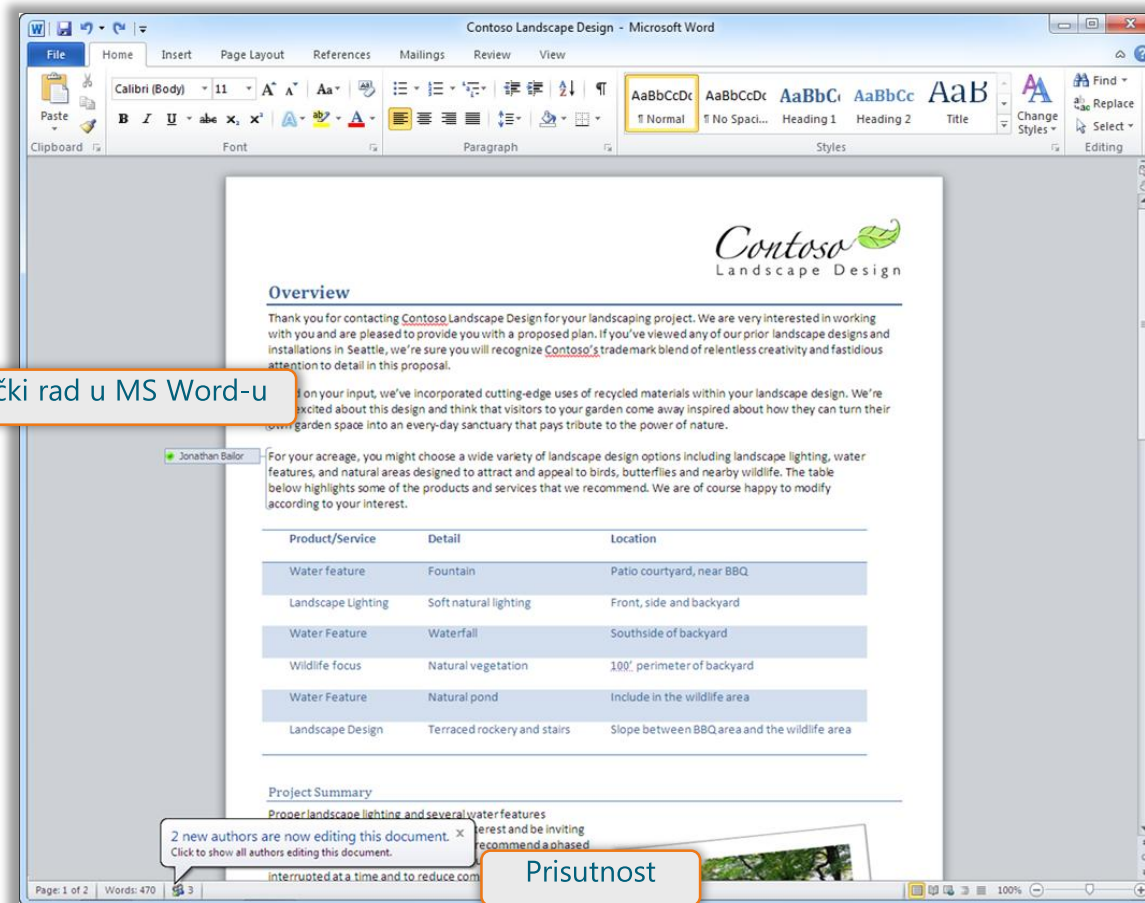 Contoso Landscape Design - Microsoft Word
File Home Insert Page Layout References Mailings Review View
Paste
Clipboard
Calibri (Body) 11
Font
Paragraph
AaBbCcDc AaBbCcDc AaBbC AaBbCc AaB
¶ Normal ¶ No Spaci... Heading 1 Heading 2 Title
Change
Styles
Styles
Find
Replace
Select
Editing
Contoso
Landscape Design
Overview
Thank you for contacting Contoso Landscape Design for your landscaping project. We are very interested in working
with you and are pleased to provide you with a proposed plan. If you've viewed any of our prior landscape designs and
installations in Seattle, we're sure you will recognize Contoso's trademark blend of relentless creativity and fastidious
attention to detail in this proposal.
čki rad u MS Word-u
on your input, we've incorporated cutting-edge uses of recycled materials within your landscape design. We're
excited about this design and think that visitors to your garden come away inspired about how they can turn their
own garden space into an every-day sanctuary that pays tribute to the power of nature.
Jonathan Bailor
For your acreage, you might choose a wide variety of landscape design options including landscape lighting, water
features, and natural areas designed to attract and appeal to birds, butterflies and nearby wildlife. The table
below highlights some of the products and services that we recommend. We are of course happy to modify
according to your interest.
Product/Service Detail Location
Water feature Fountain Patio courtyard, near BBQ
Landscape Lighting Soft natural lighting Front, side and backyard
Water Feature Waterfall Southside of backyard
Wildlife focus Natural vegetation 100' perimeter of backyard
Water Feature Natural pond Include in the wildlife area
Landscape Design Terraced rockery and stairs Slope between BBQ area and the wildlife area
Project Summary
Proper landscape lighting and several water features
erest and be inviting
recommend a phased
interrupted at a time and to reduce com
2 new authors are now editing this document.
Click to show all authors editing this document.
Prisutnost
Page: 1 of 2 Words: 470 3 100%